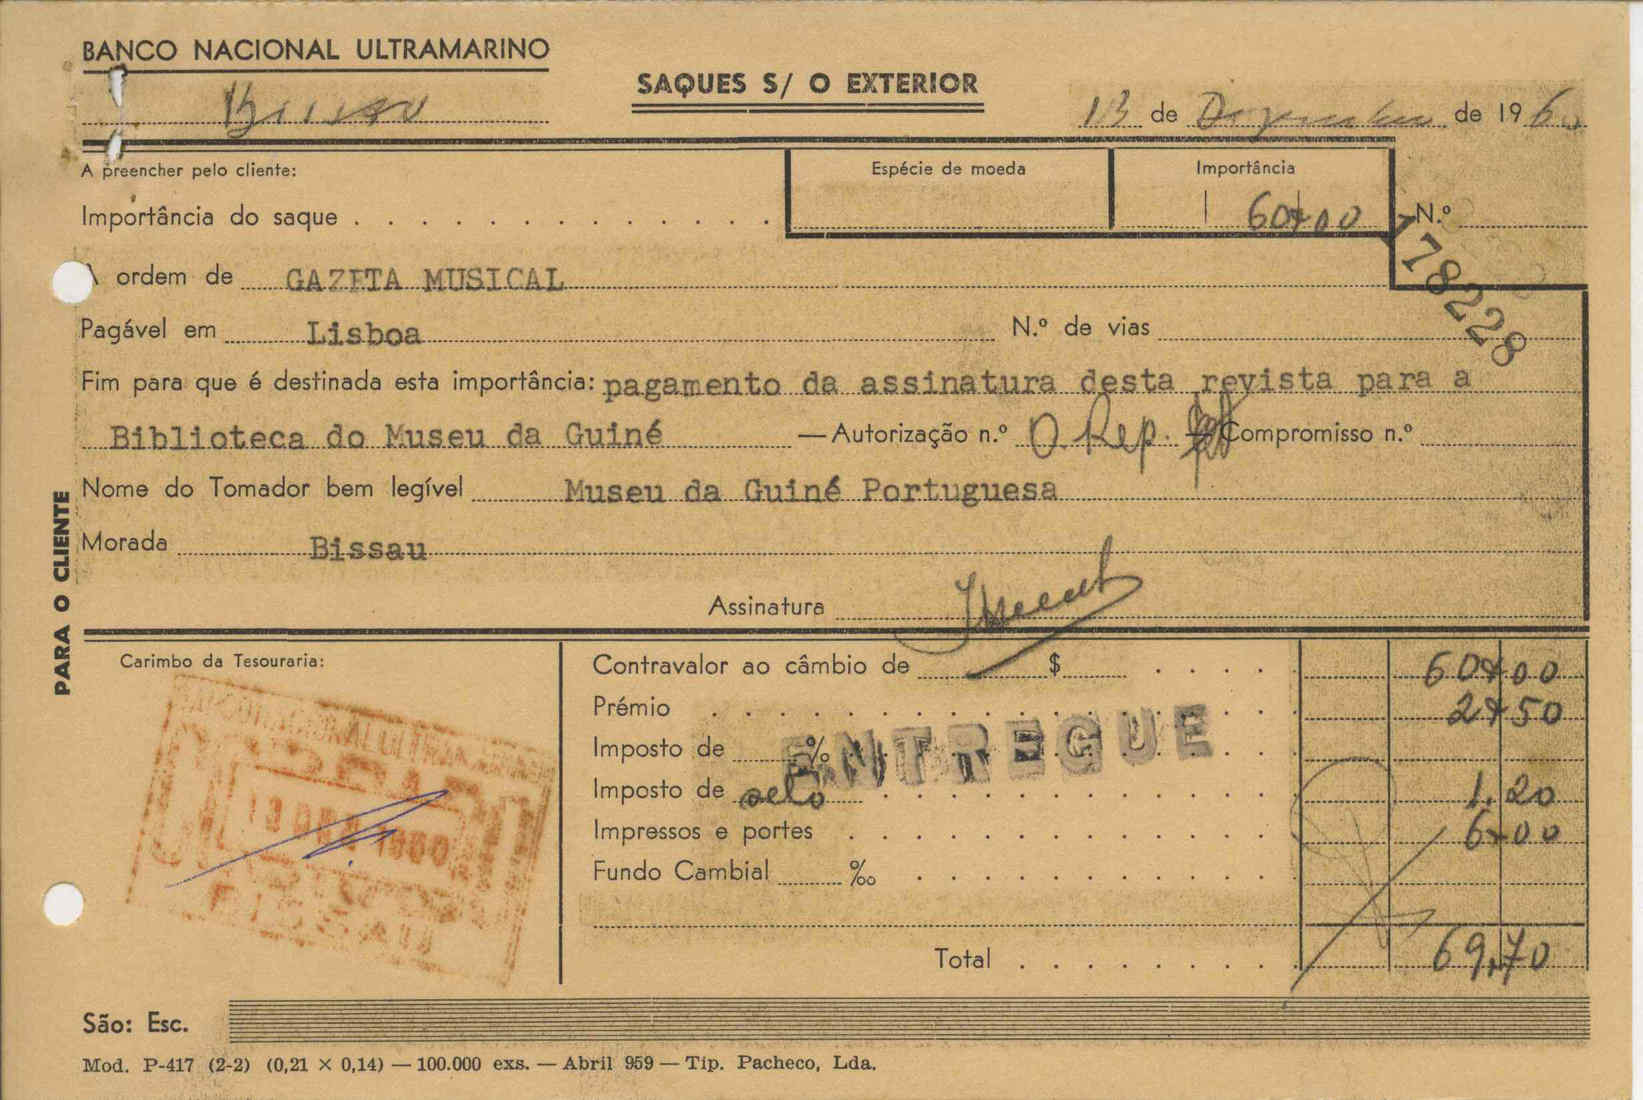 BANCO NACIONAL ULTRAMARINO
Bissau
SAQUES S/ O EXTERIOR
13 de Dezembro de 1960
A preencher pelo cliente:
Espécie de moeda
Importância
Importância do saque
60$00
N.º
178228
À ordem de GAZETA MUSICAL
Pagável em Lisboa N.º de vias
Fim para que é destinada esta importância: pagamento da assinatura desta revista para a
Biblioteca do Museu da Guiné — Autorização n.º O Rep. Compromisso n.º
Nome do Tomador bem legível Museu da Guiné Portuguesa
Morada Bissau
Assinatura
PARA O CLIENTE
Carimbo da Tesouraria:
BISSAU
Contravalor ao câmbio de $ 60$00
Prémio 2$50
ENTREGUE
Imposto de %
Imposto de selo 1.20
Impressos e portes 6$00
Fundo Cambial ‰
Total 69,70
São: Esc.
Mod. P-417 (2-2) (0,21 × 0,14) — 100.000 exs. — Abril 959 — Tip. Pacheco, Lda.